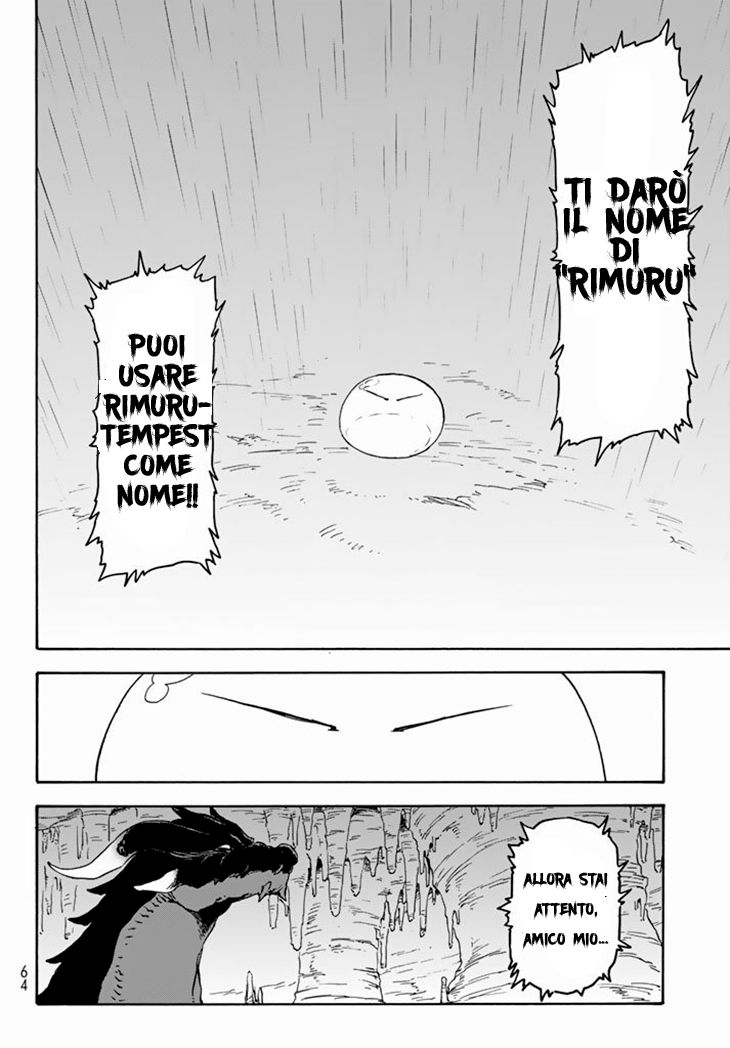 TI DARÒ
IL NOME
DI
"RIMURU"
PUOI
USARE
RIMURU-
TEMPEST
COME
NOME!!
ALLORA STAI
ATTENTO,
AMICO MIO...
64